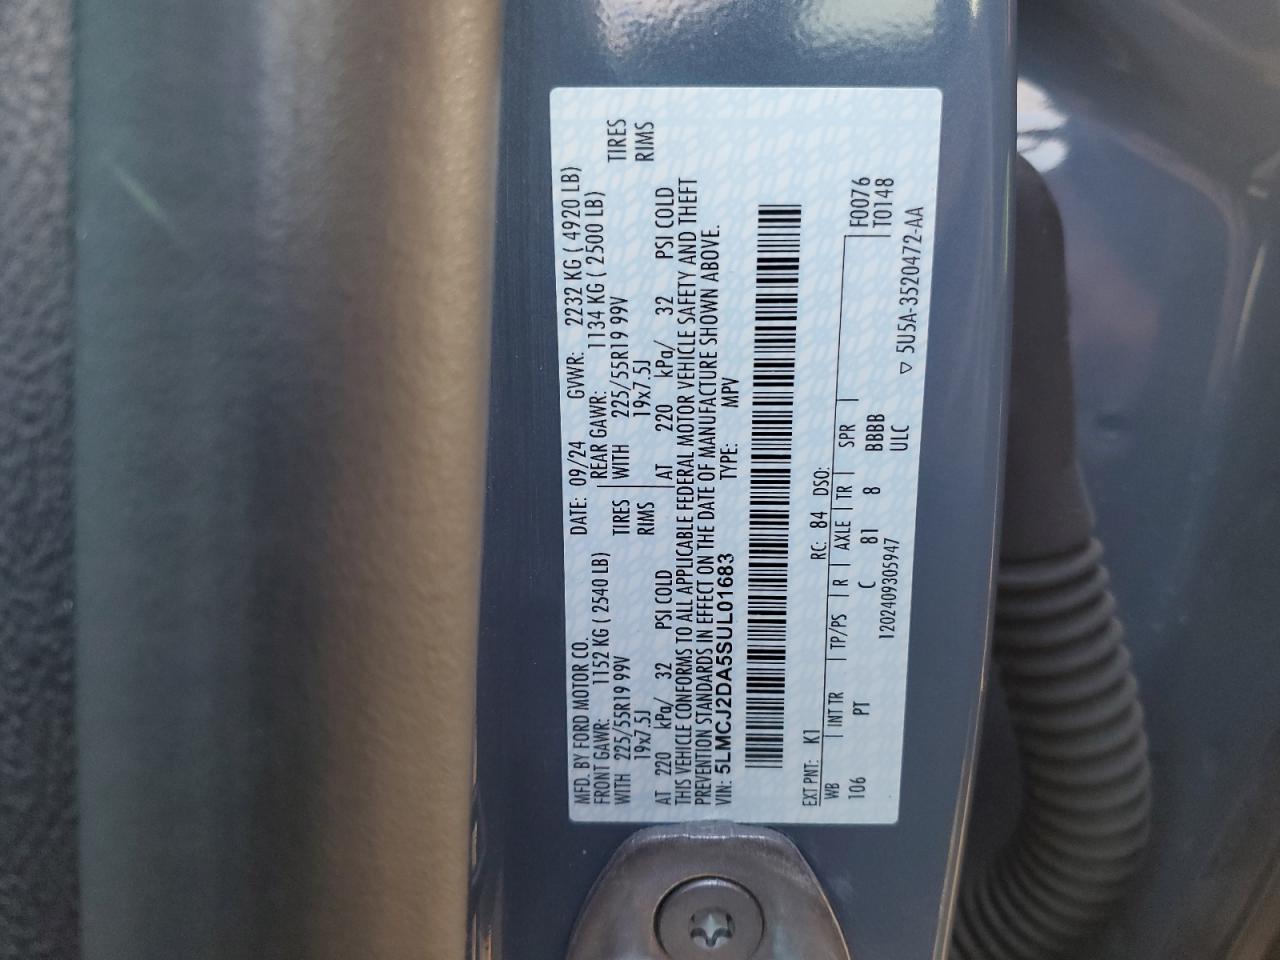 MFD. BY FORD MOTOR CO. DATE: 09/24 GVWR: 2232 KG ( 4920 LB)
FRONT GAWR: 1152 KG ( 2540 LB) REAR GAWR: 1134 KG ( 2500 LB)
WITH 225/55R19 99V TIRES WITH 225/55R19 99V TIRES
19x7.5J RIMS 19x7.5J RIMS
AT 220 kPa/ 32 PSI COLD AT 220 kPa/ 32 PSI COLD
THIS VEHICLE CONFORMS TO ALL APPLICABLE FEDERAL MOTOR VEHICLE SAFETY AND THEFT
PREVENTION STANDARDS IN EFFECT ON THE DATE OF MANUFACTURE SHOWN ABOVE.
VIN: 5LMCJ2DA5SUL01683 TYPE: MPV
EXT PNT: K1 RC: 84 DSO:
WB INT TR TP/PS R AXLE TR SPR F0076
106 PT C 81 8 BBBB T0148
1202409305947 ULC
▽ 5U5A-3520472-AA